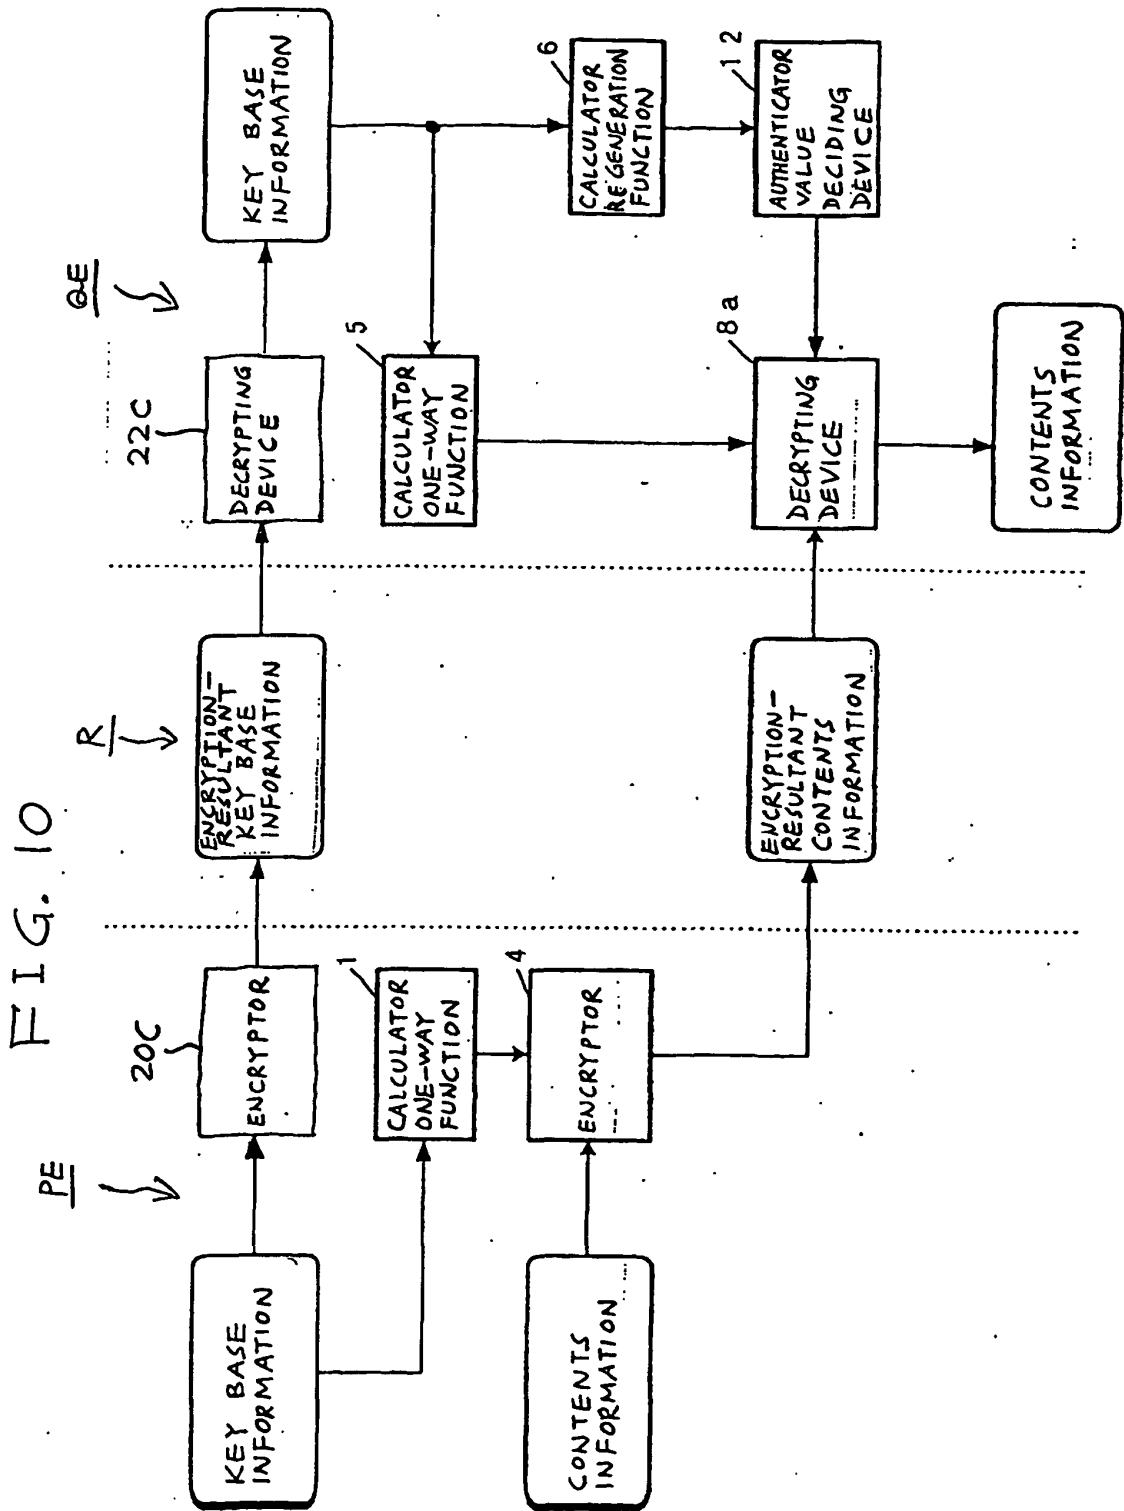 FIG. 10
PE
R
QE
KEY BASE
INFORMATION
20C
ENCRYPTOR
ENCRYPTION-
RESULTANT
KEY BASE
INFORMATION
22C
DECRYPTING
DEVICE
KEY BASE
INFORMATION
1
CALCULATOR
ONE-WAY
FUNCTION
5
CALCULATOR
ONE-WAY
FUNCTION
6
CALCULATOR
REGENERATION
FUNCTION
CONTENTS
INFORMATION
4
ENCRYPTOR
ENCRYPTION-
RESULTANT
CONTENTS
INFORMATION
8a
DECRYPTING
DEVICE
12
AUTHENTICATOR
VALUE
DECIDING
DEVICE
CONTENTS
INFORMATION